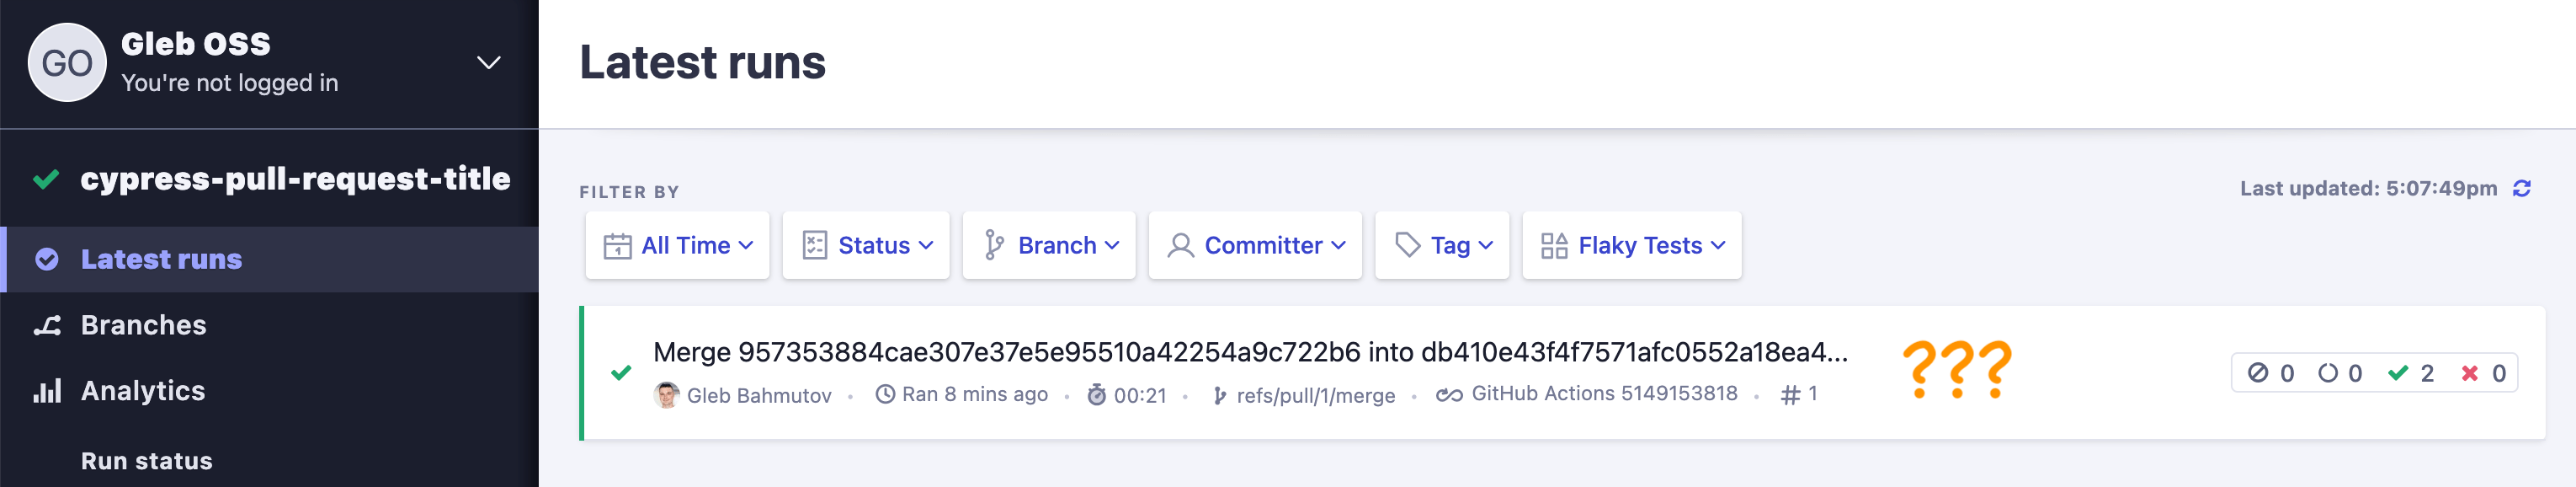 GO
Gleb OSS
You're not logged in
cypress-pull-request-title
Latest runs
Branches
Analytics
Run status
Latest runs
FILTER BY
Last updated: 5:07:49pm
1 All Time Status Branch Committer Tag Flaky Tests
Merge 957353884cae307e37e5e95510a42254a9c722b6 into db410e43f4f7571afc0552a18ea4...
Gleb Bahmutov • Ran 8 mins ago • 00:21 • refs/pull/1/merge • GitHub Actions 5149153818 • # 1
???
0 0 2 0